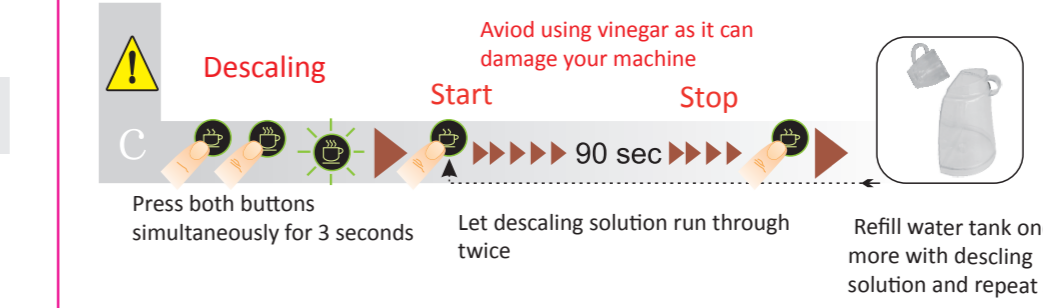 Aviod using vinegar as it can
damage your machine
Descaling
Start
Stop
C
90 sec
Press both buttons
simultaneously for 3 seconds
Let descaling solution run through
twice
Refill water tank on
more with descling
solution and repeat